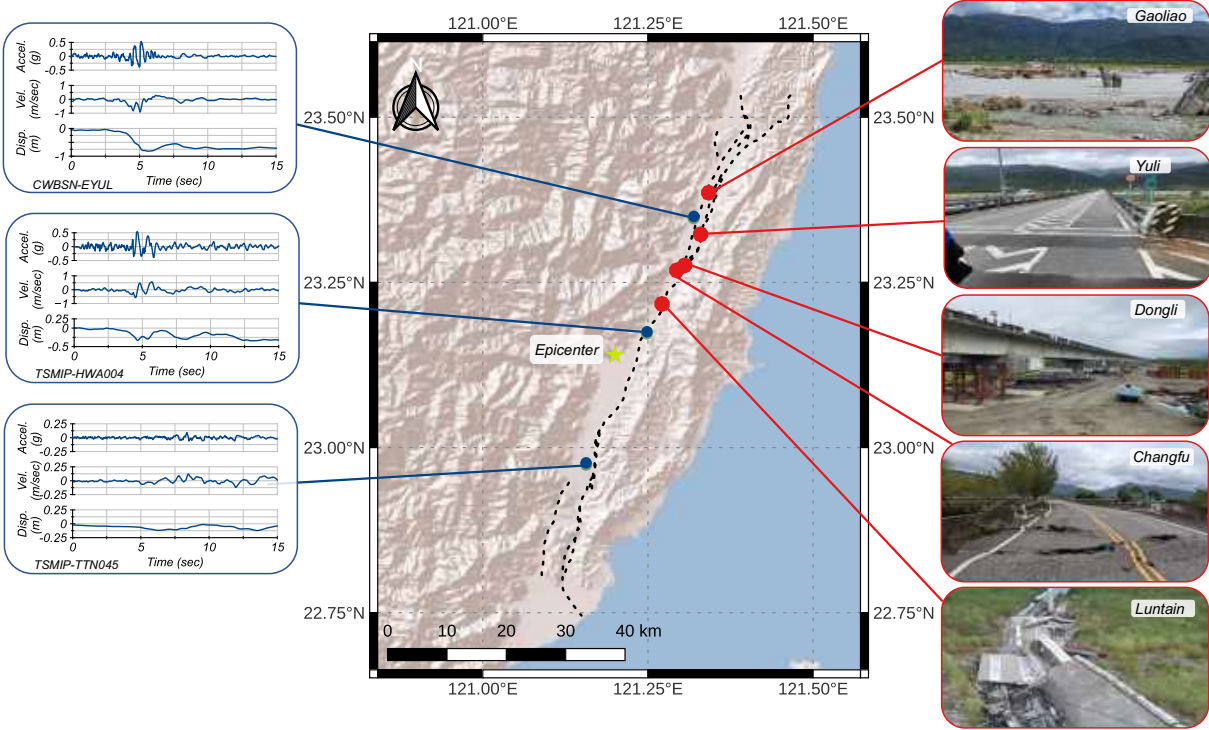 121.00°E 121.25°E 121.50°E
0.5
0
-0.5
Accel.
(g)
1
0
-1
Vel.
(m/sec)
0
-1
Disp.
(m)
0 5 10 15
Time (sec)
CWBSN-EYUL
0.5
0
-0.5
Accel.
(g)
1
0
-1
Vel.
(m/sec)
0.25
-0.5
Disp.
(m)
0 5 10 15
Time (sec)
TSMIP-HWA004
0.25
0
-0.25
Accel.
(g)
0.25
0
-0.25
Vel.
(m/sec)
0.25
0
-0.25
Disp.
(m)
0 5 10 15
Time (sec)
TSMIP-TTN045
N
23.50°N 23.50°N
23.25°N 23.25°N
Epicenter
23.00°N 23.00°N
22.75°N 22.75°N
0 10 20 30 40 km
121.00°E 121.25°E 121.50°E
Gaoliao
Yuli
Dongli
Changfu
Luntain